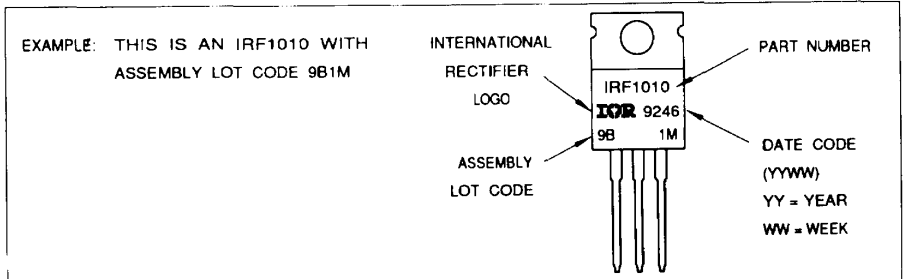 EXAMPLE: THIS IS AN IRF1010 WITH
ASSEMBLY LOT CODE 9B1M
INTERNATIONAL
RECTIFIER
LOGO
ASSEMBLY
LOT CODE
IRF1010
IOR 9246
9B 1M
PART NUMBER
DATE CODE
(YYWW)
YY = YEAR
WW = WEEK